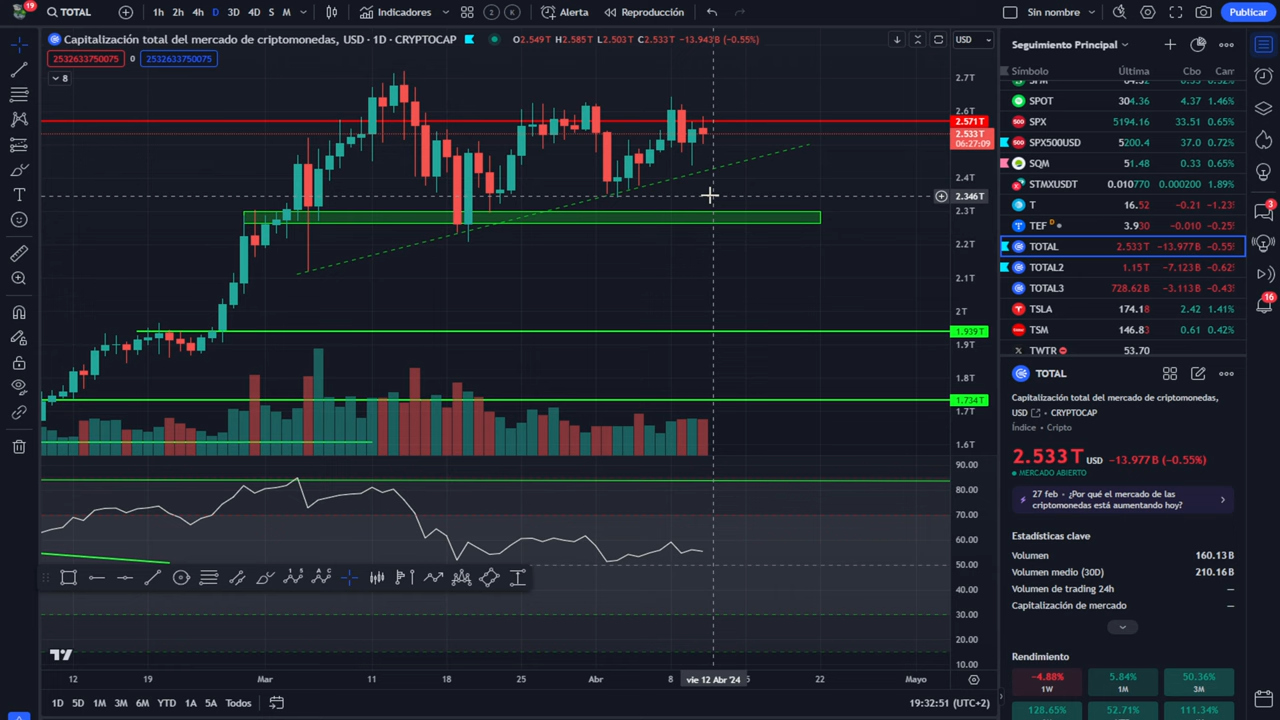 19
TOTAL
1h 2h 4h D 3D 4D S M
Indicadores
Alerta
Reproducción
Sin nombre
Publicar
Capitalización total del mercado de criptomonedas, USD · 1D · CRYPTOCAP
O2.549T H2.585T L2.503T C2.533T -13.943B (-0.55%)
USD
2532633750075 0 2532633750075
8
2.7T
2.6T
2.571T
2.533T
06:27:09
2.4T
2.346T
2.3T
2.2T
2.1T
2T
1.939T
1.9T
1.8T
1.734T
1.7T
1.6T
90.00
80.00
70.00
60.00
50.00
40.00
30.00
20.00
10.00
12 19 Mar 11 18 25 Abr 8 vie 12 Abr '24 22 Mayo
1D 5D 1M 3M 6M YTD 1A 5A Todos
19:32:51 (UTC+2)
Seguimiento Principal
Símbolo Última Cbo
SPOT 304.36 4.37 1.46%
SPX 5194.16 33.51 0.65%
SPX500USD 5200.4 37.0 0.72%
SQM 51.48 0.33 0.65%
STMXUSDT 0.010770 0.000200 1.89%
T 16.52 -0.21
TEF D 3.930 -0.010
TOTAL 2.533T -13.977B
TOTAL2 1.15T -7.123B
TOTAL3 728.62B -3.113B
TSLA 174.18 2.42 1.41%
TSM 146.83 0.61 0.42%
TWTR 53.70
3
16
TOTAL
Capitalización total del mercado de criptomonedas,
USD · CRYPTOCAP
Índice · Cripto
2.533T USD -13.977B (-0.55%)
MERCADO ABIERTO
27 feb · ¿Por qué el mercado de las
criptomonedas está aumentando hoy?
Estadísticas clave
Volumen 160.13B
Volumen medio (30D) 210.16B
Volumen de trading 24h —
Capitalización de mercado —
Rendimiento
-4.88% 5.84% 50.36%
1W 1M 3M
128.65% 52.71% 111.34%